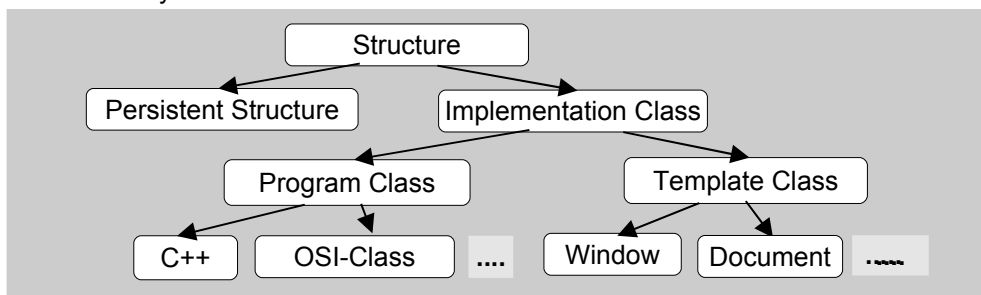 Structure
Persistent Structure
Implementation Class
Program Class
Template Class
C++
OSI-Class
....
Window
Document